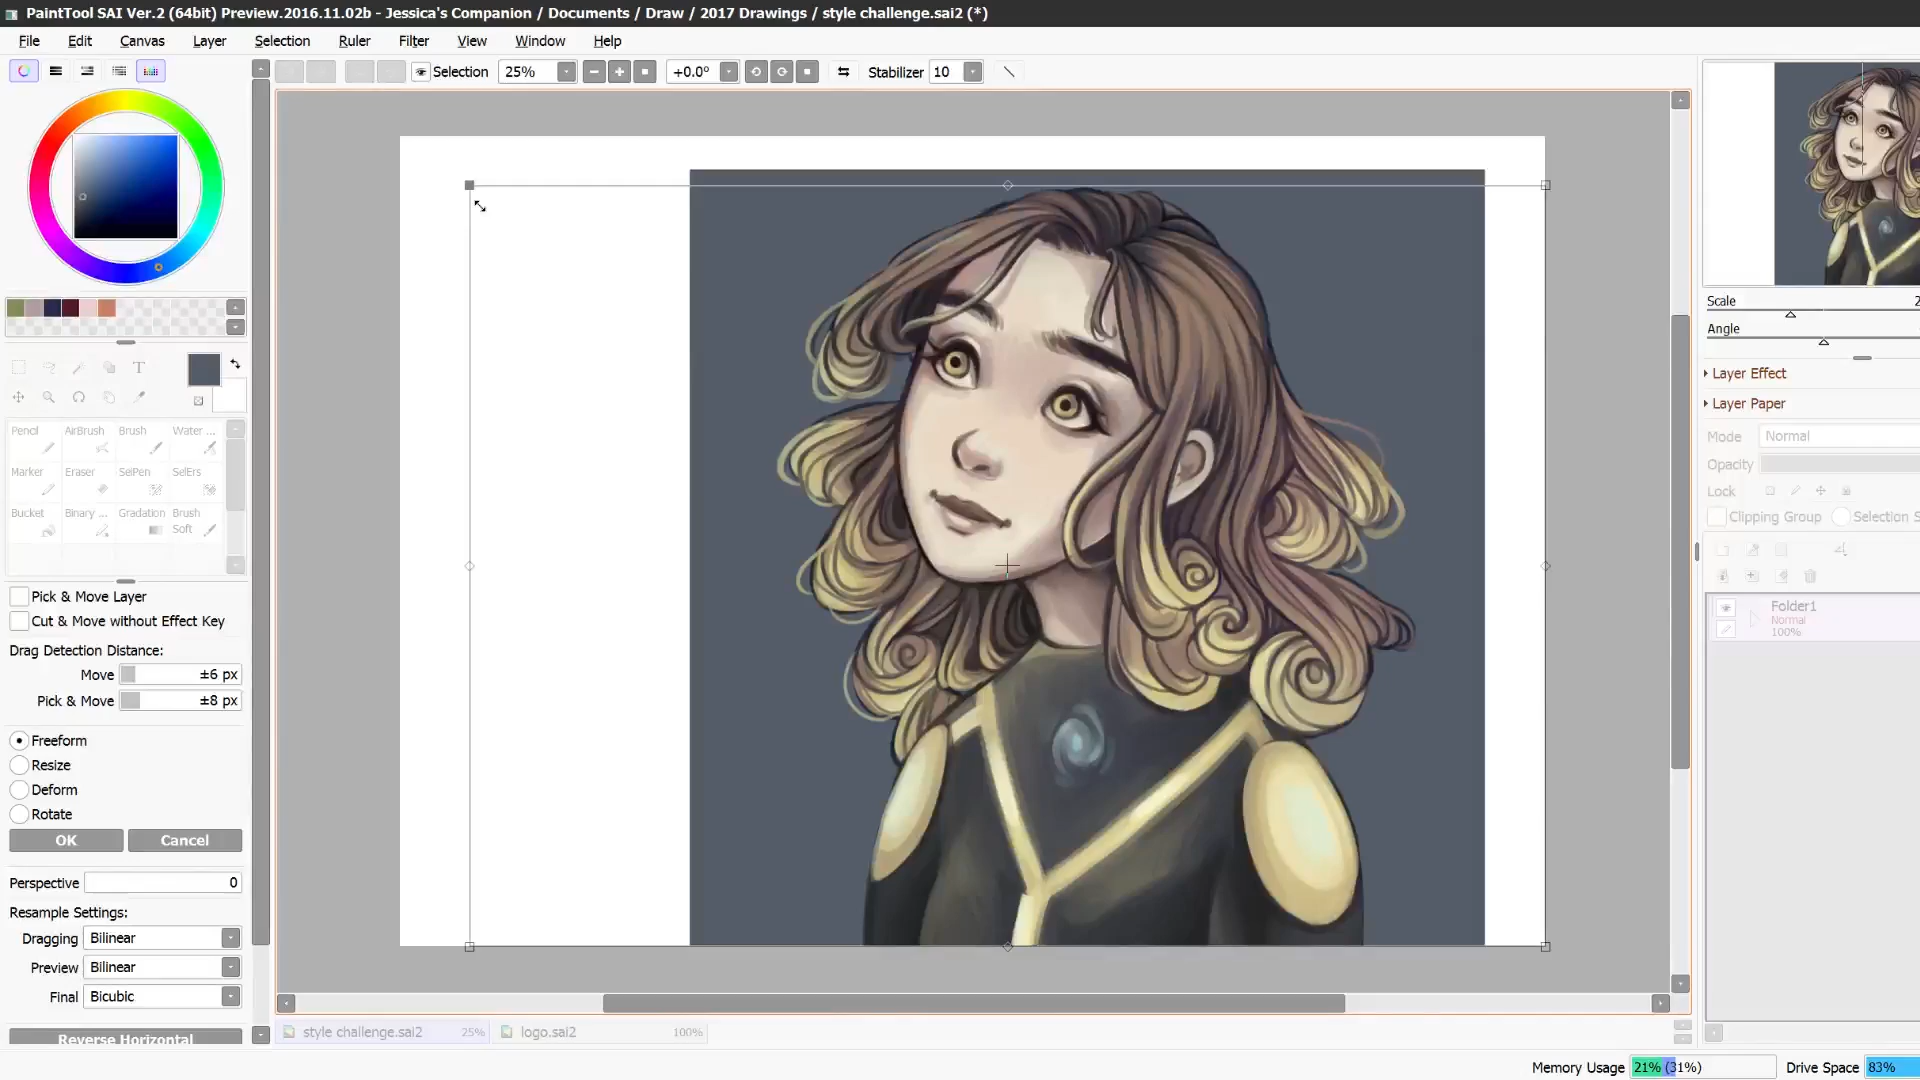 PaintTool SAI Ver.2 (64bit) Preview.2016.11.02b - Jessica's Companion / Documents / Draw / 2017 Drawings / style challenge.sai2 (*)
File Edit Canvas Layer Selection Ruler Filter View Window Help
Selection 25% +0.0° Stabilizer 10
T
Pencil AirBrush Brush Water ...
Marker Eraser SelPen SelErs
Bucket Binary ... Gradation Brush Soft
Pick & Move Layer
Cut & Move without Effect Key
Drag Detection Distance:
Move ±6 px
Pick & Move ±8 px
Freeform
Resize
Deform
Rotate
OK Cancel
Perspective 0
Resample Settings:
Dragging Bilinear
Preview Bilinear
Final Bicubic
Reverse Horizontal
Scale 2
Angle
Layer Effect
Layer Paper
Mode Normal
Opacity
Lock
Clipping Group Selection S
Folder1
Normal
100%
style challenge.sai2 25% logo.sai2 100%
Memory Usage 21% (31%) Drive Space 83%